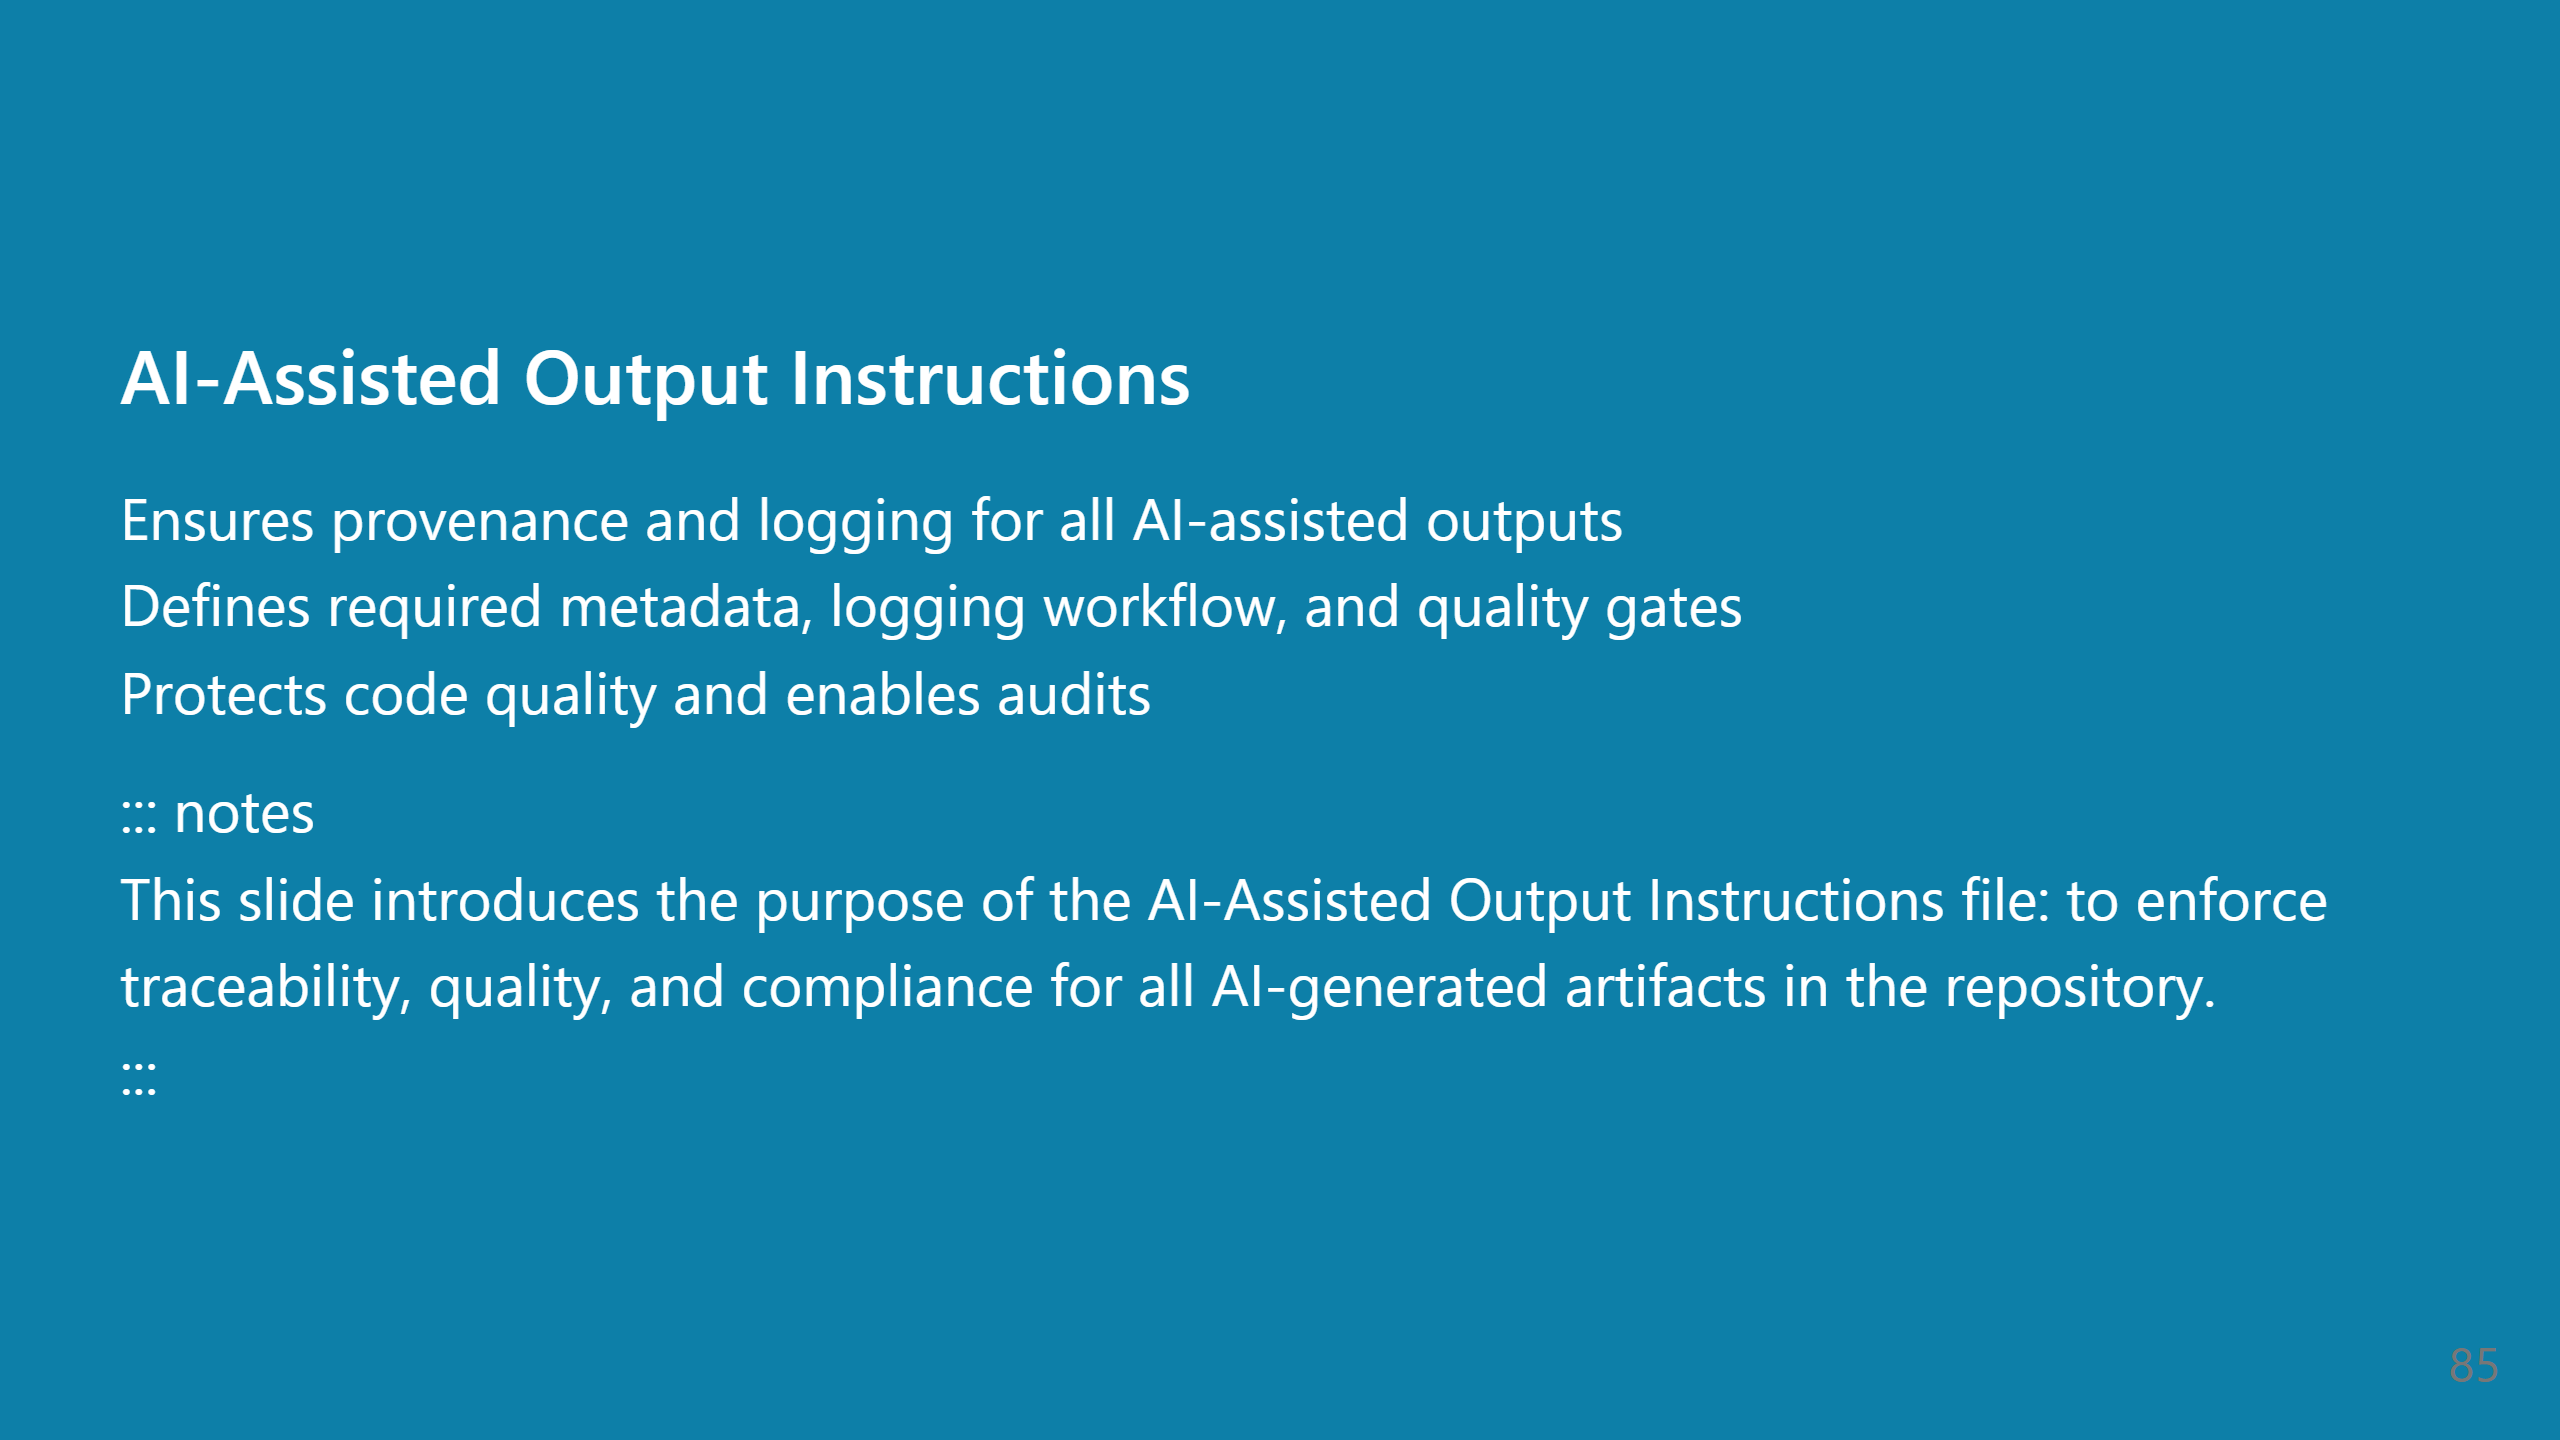 AI-Assisted Output Instructions
Ensures provenance and logging for all AI-assisted outputs
Defines required metadata, logging workflow, and quality gates
Protects code quality and enables audits
::: notes
This slide introduces the purpose of the AI-Assisted Output Instructions file: to enforce
traceability, quality, and compliance for all AI-generated artifacts in the repository.
:::
85